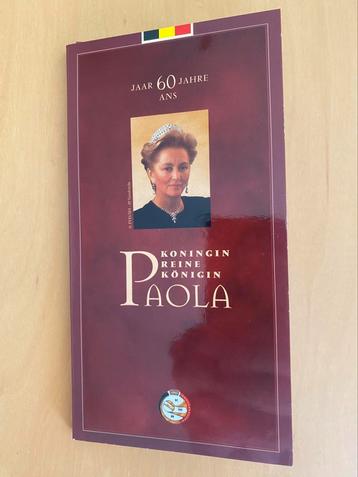 JAAR 60 JAHRE
ANS
KONINGIN
REINE
KÖNIGIN
PAOLA